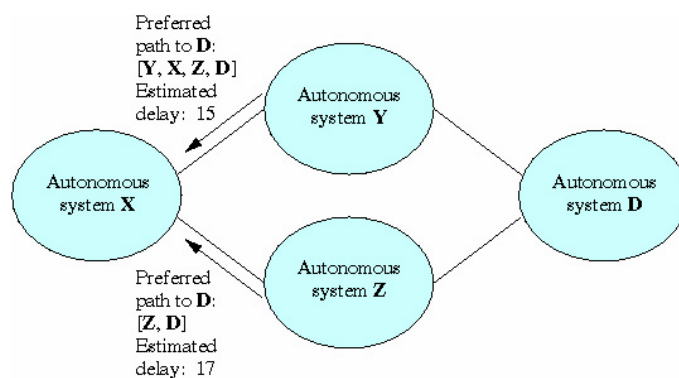 Preferred
path to D:
[Y, X, Z, D]
Estimated
delay: 15
Autonomous
system Y
Autonomous
system X
Autonomous
system D
Autonomous
system Z
Preferred
path to D:
[Z, D]
Estimated
delay: 17